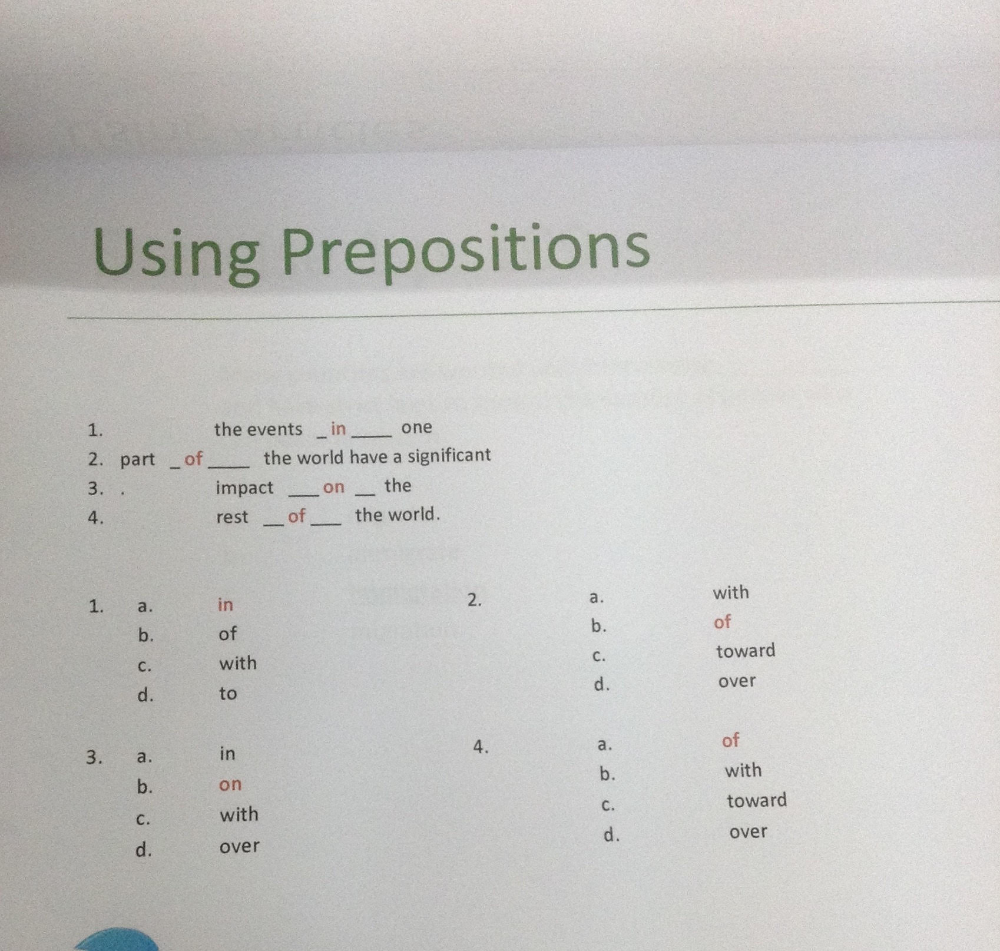 Using Prepositions
1. the events _ in ____ one
2. part _ of ____ the world have a significant
3. . impact ___ on __ the
4. rest __ of ___ the world.
1. a. in 2. a. with
b. of b. of
c. with c. toward
d. to d. over
3. a. in 4. a. of
b. on b. with
c. with c. toward
d. over d. over